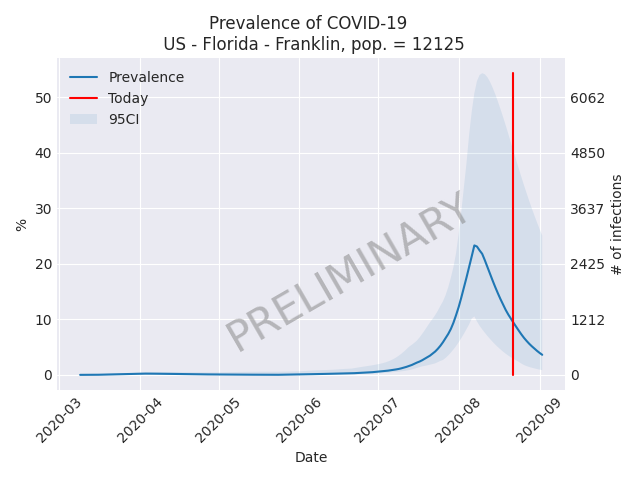 Prevalence of COVID-19
US - Florida - Franklin, pop. = 12125
Prevalence
Today
95CI
50
40
30
20
10
0
%
6062
4850
3637
2425
1212
0
# of infections
PRELIMINARY
2020-03
2020-04
2020-05
2020-06
2020-07
2020-08
2020-09
Date